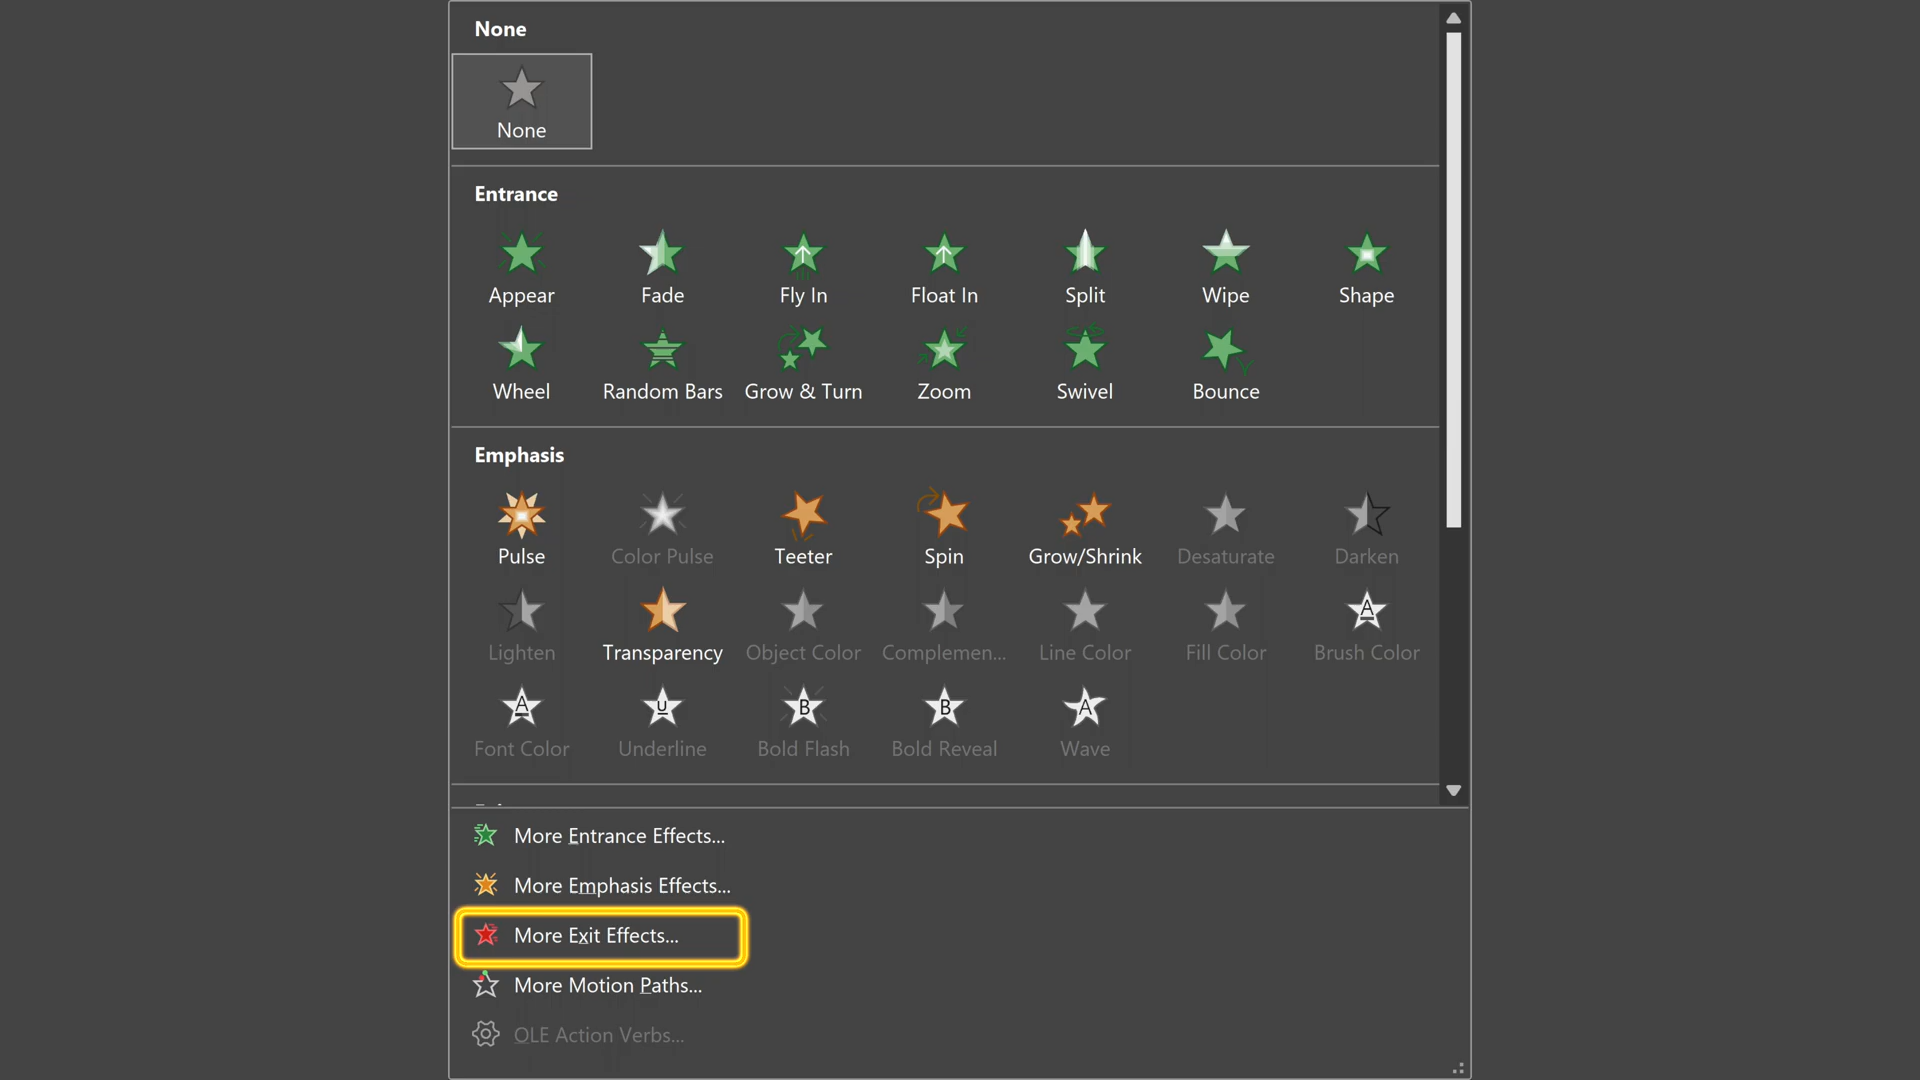 None
None
Entrance
Appear Fade Fly In Float In Split Wipe Shape
Wheel Random Bars Grow & Turn Zoom Swivel Bounce
Emphasis
Pulse Color Pulse Teeter Spin Grow/Shrink Desaturate Darken
Lighten Transparency Object Color Complemen... Line Color Fill Color Brush Color
A
A U B B A
Font Color Underline Bold Flash Bold Reveal Wave
More Entrance Effects...
More Emphasis Effects...
More Exit Effects...
More Motion Paths...
OLE Action Verbs...